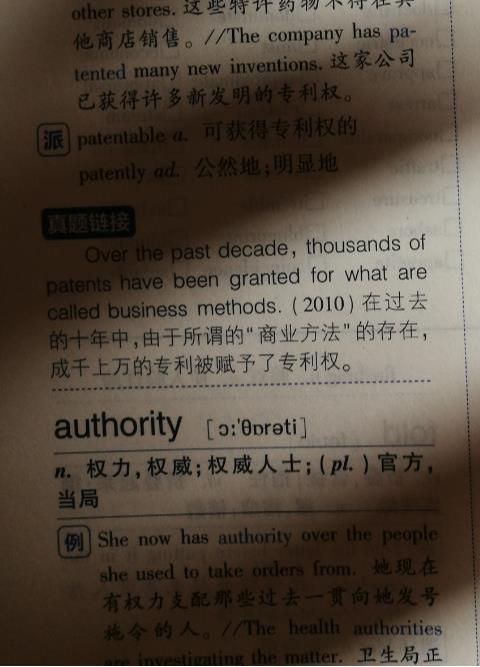 other stores. 这些特许药物不得在其
他商店销售。//The company has pa-
tented many new inventions. 这家公司
已获得许多新发明的专利权。
派 patentable a. 可获得专利权的
patently ad. 公然地;明显地
真题链接
Over the past decade, thousands of
patents have been granted for what are
called business methods. (2010) 在过去
的十年中,由于所谓的“商业方法”的存在,
成千上万的专利被赋予了专利权。
authority [ɔːˈθɒrəti]
n. 权力,权威;权威人士;(pl.) 官方,
当局
例 She now has authority over the people
she used to take orders from. 她现在
有权力支配那些过去一贯向她发号
施令的人。//The health authorities
are investigating the matter. 卫生局正